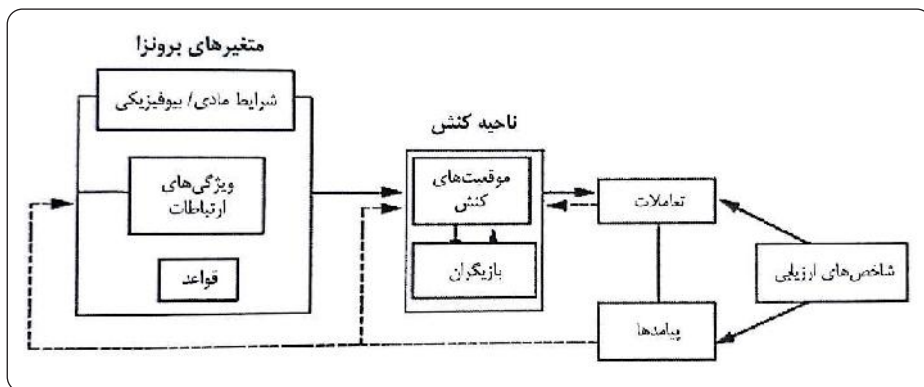 متغیرهای برونزا
شرایط مادی/ بیوفیزیکی
ویژگی‌های
ارتباطات
قواعد
ناحیه کنش
موقعیت‌های
کنش
بازیگران
تعاملات
پیامدها
شاخص‌های ارزیابی